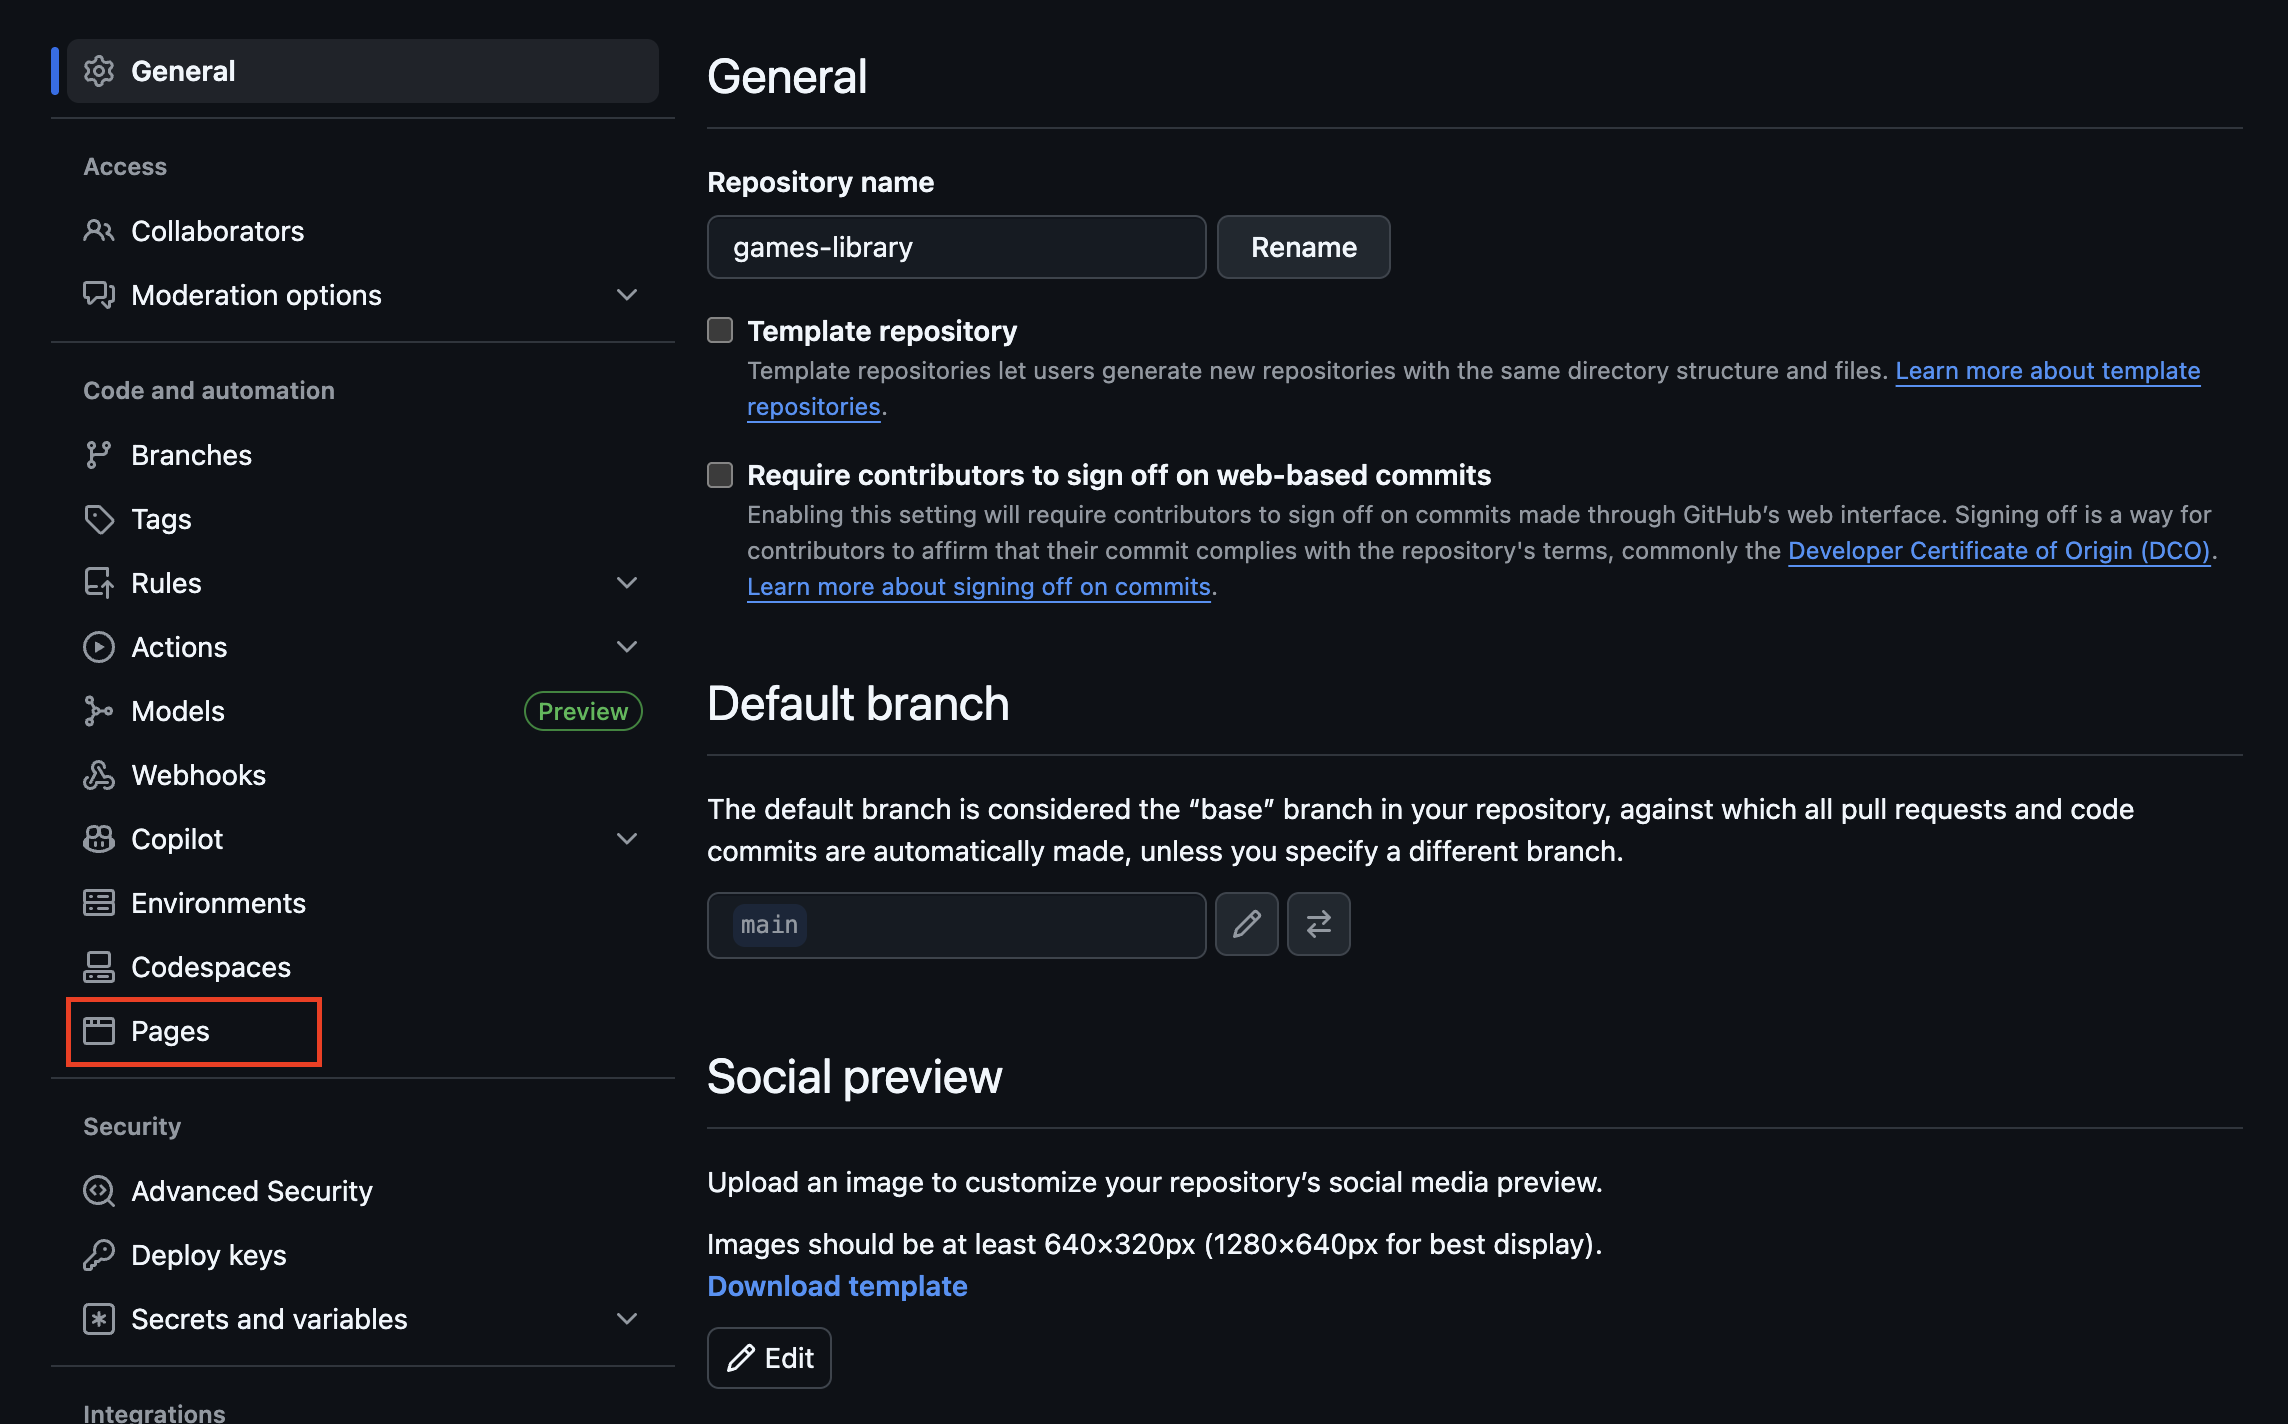 General
Access
Collaborators
Moderation options
Code and automation
Branches
Tags
Rules
Actions
Models
Preview
Webhooks
Copilot
Environments
Codespaces
Pages
Security
Advanced Security
Deploy keys
Secrets and variables
Integrations
General
Repository name
games-library
Rename
Template repository
Template repositories let users generate new repositories with the same directory structure and files. Learn more about template
repositories.
Require contributors to sign off on web-based commits
Enabling this setting will require contributors to sign off on commits made through GitHub’s web interface. Signing off is a way for
contributors to affirm that their commit complies with the repository's terms, commonly the Developer Certificate of Origin (DCO).
Learn more about signing off on commits.
Default branch
The default branch is considered the “base” branch in your repository, against which all pull requests and code
commits are automatically made, unless you specify a different branch.
main
Social preview
Upload an image to customize your repository’s social media preview.
Images should be at least 640×320px (1280×640px for best display).
Download template
Edit